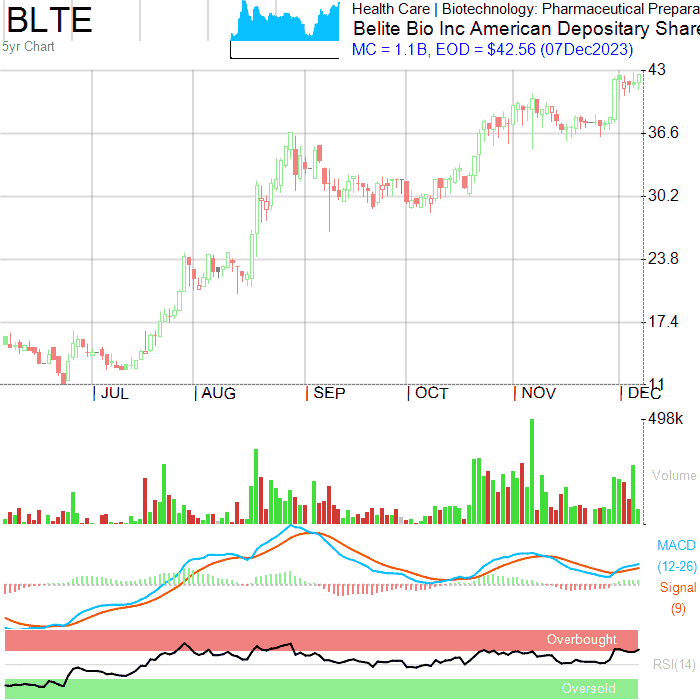 BLTE
5yr Chart
Health Care | Biotechnology: Pharmaceutical Prepara
Belite Bio Inc American Depositary Share
MC = 1.1B, EOD = $42.56 (07Dec2023)
43
36.6
30.2
23.8
17.4
11
JUL AUG SEP OCT NOV DEC
498k
Volume
MACD
(12-26)
Signal
(9)
Overbought
RSI(14)
Oversold